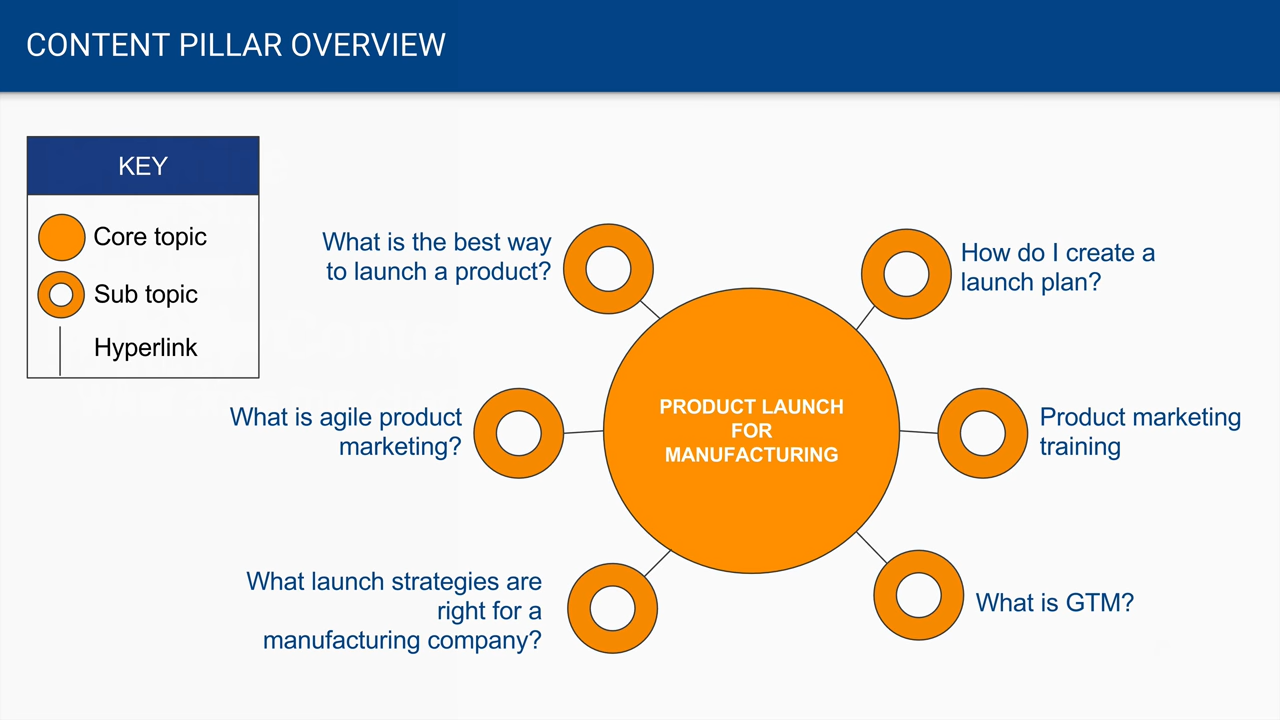 CONTENT PILLAR OVERVIEW
KEY
Core topic
Sub topic
Hyperlink
What is the best way
to launch a product?
How do I create a
launch plan?
What is agile product
marketing?
PRODUCT LAUNCH
FOR
MANUFACTURING
Product marketing
training
What launch strategies are
right for a
manufacturing company?
What is GTM?